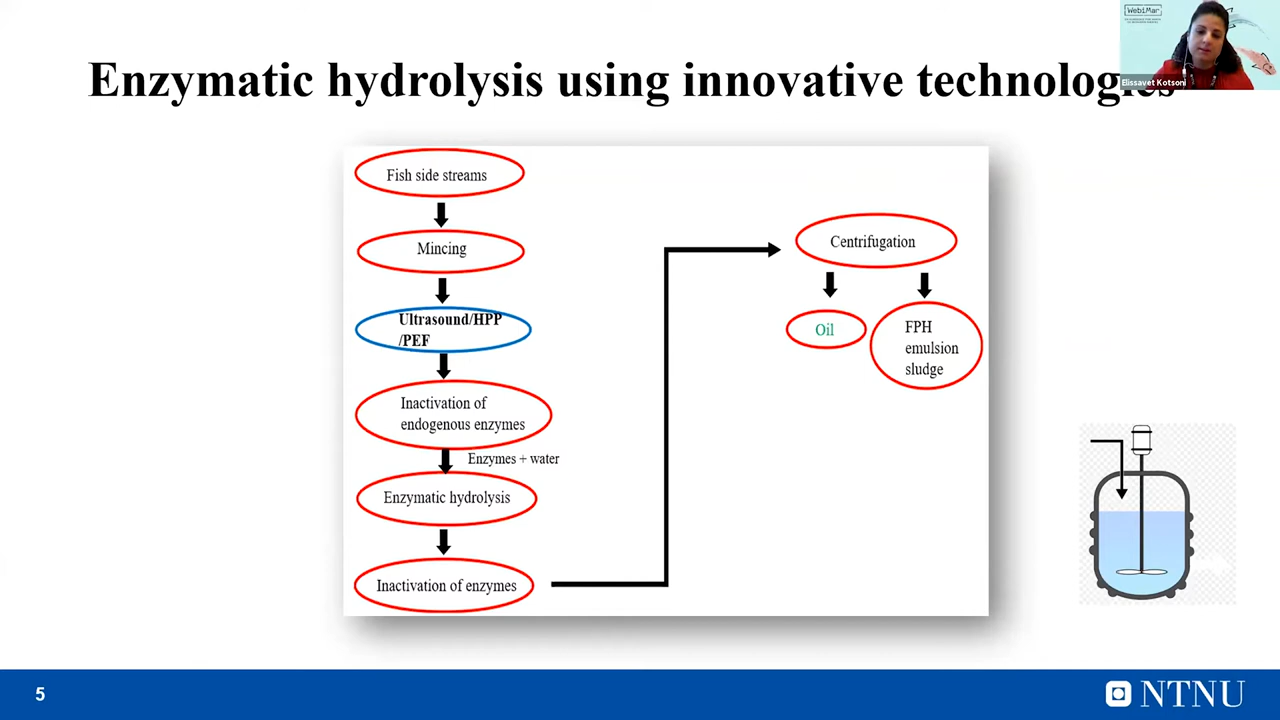 WebiMar
Elissavet Kotsoni
Enzymatic hydrolysis using innovative technologies
Fish side streams
Mincing
Ultrasound/HPP
/PEF
Inactivation of
endogenous enzymes
Enzymes + water
Enzymatic hydrolysis
Inactivation of enzymes
Centrifugation
Oil
FPH
emulsion
sludge
5
NTNU